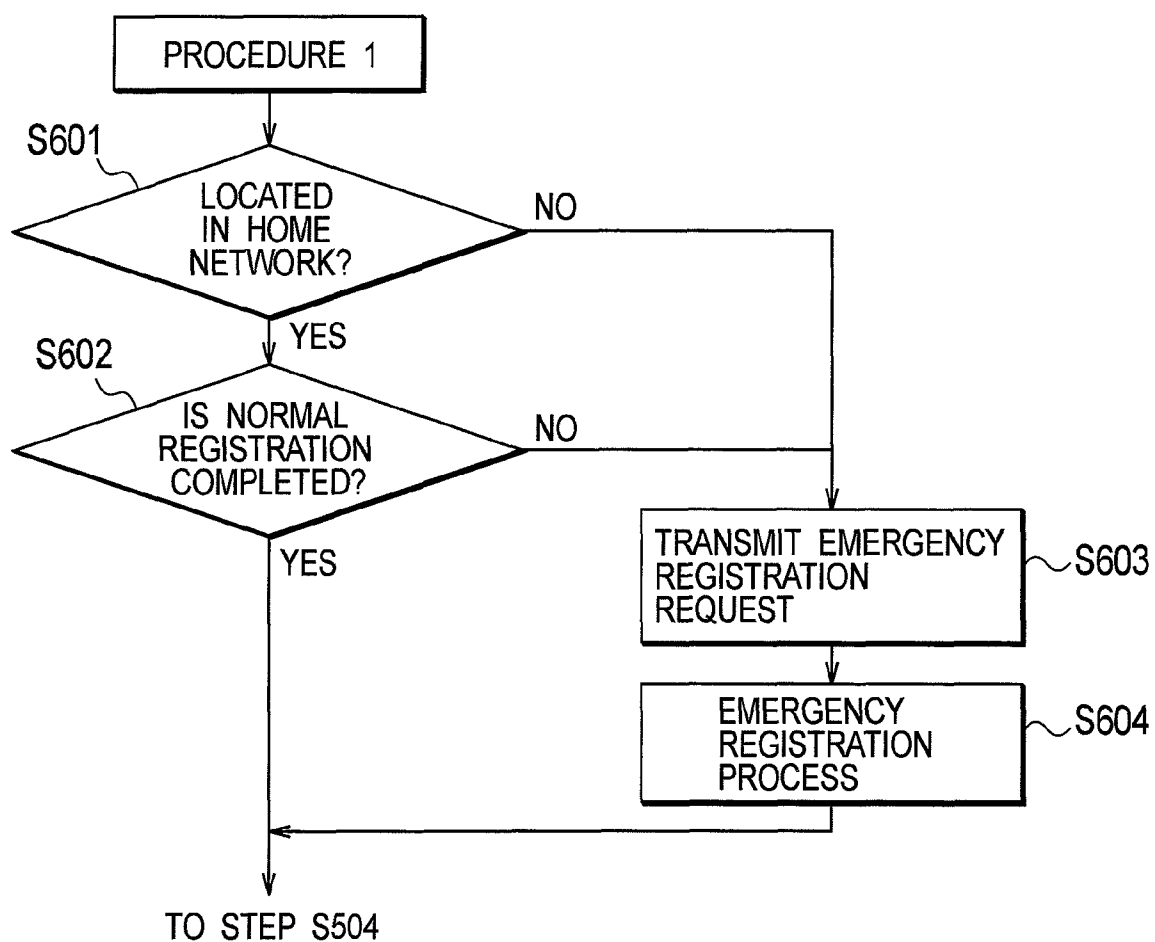 PROCEDURE 1
S601
LOCATED
IN HOME
NETWORK?
NO
YES
S602
IS NORMAL
REGISTRATION
COMPLETED?
NO
YES
TRANSMIT EMERGENCY
REGISTRATION
REQUEST
S603
EMERGENCY
REGISTRATION
PROCESS
S604
TO STEP S504